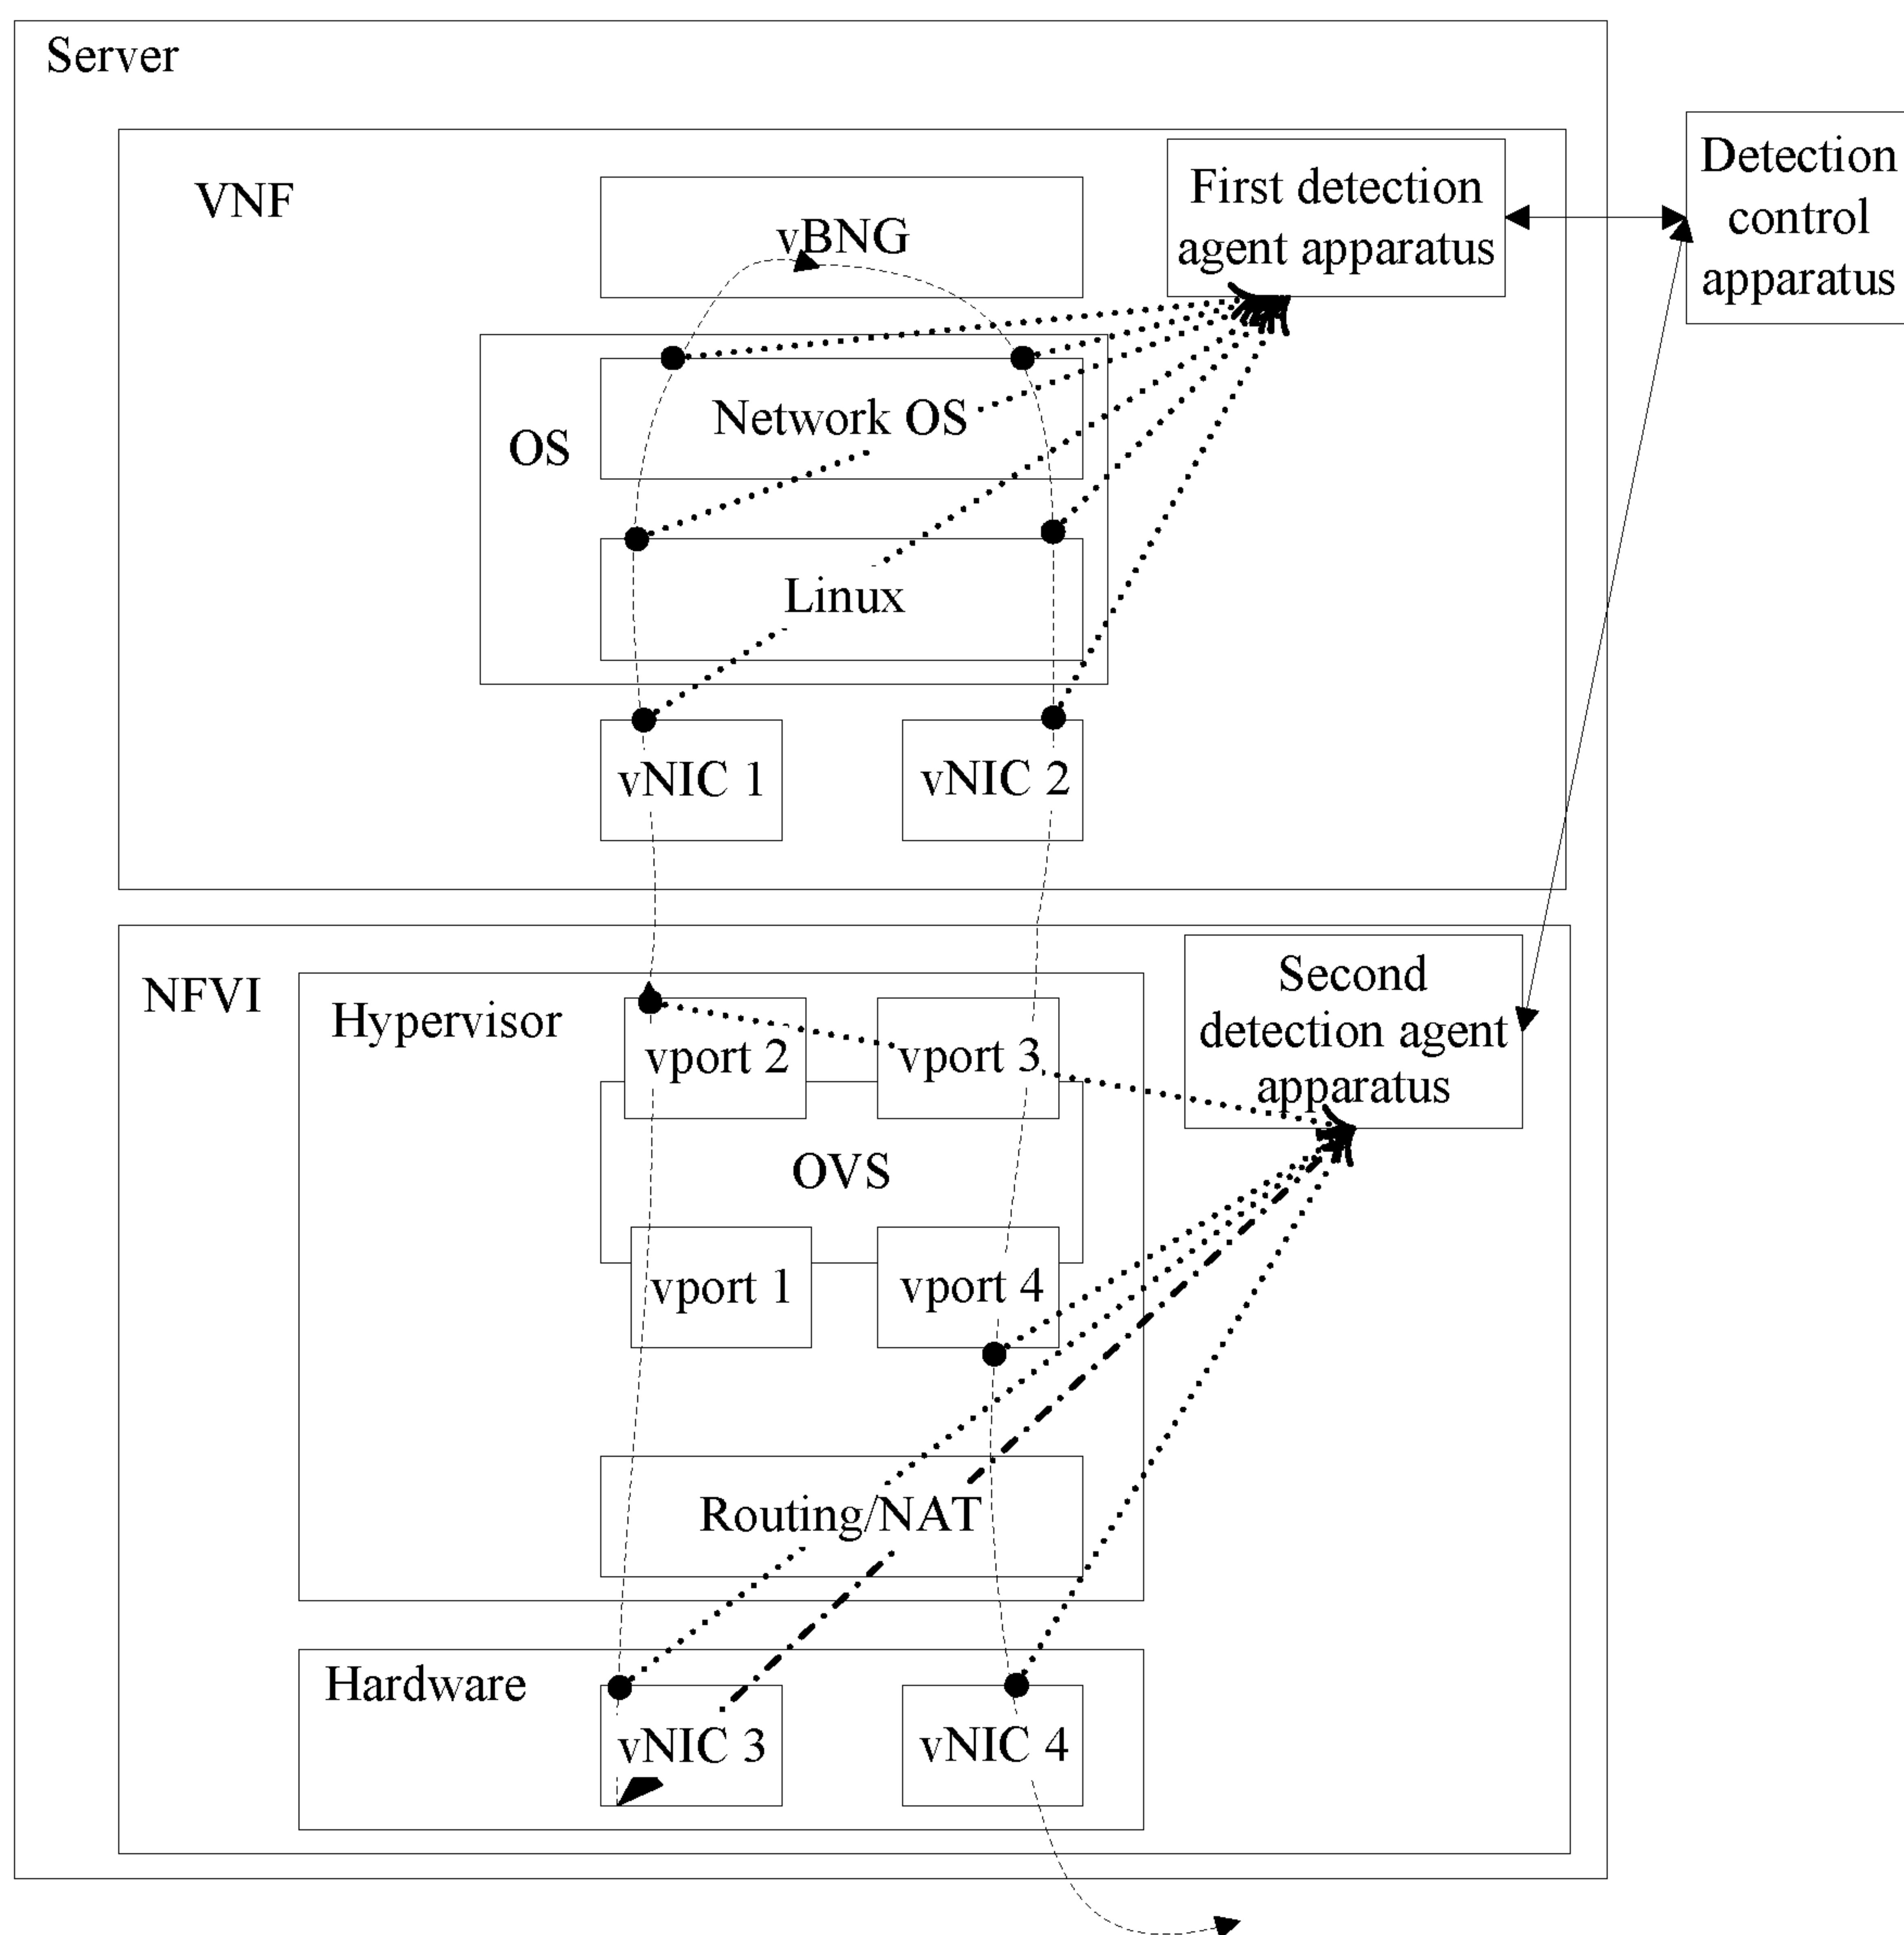 Server
VNF
vBNG
First detection
agent apparatus
Detection
control
apparatus
OS
Network OS
Linux
vNIC 1
vNIC 2
NFVI
Hypervisor
vport 2
vport 3
Second
detection agent
apparatus
OVS
vport 1
vport 4
Routing/NAT
Hardware
vNIC 3
vNIC 4